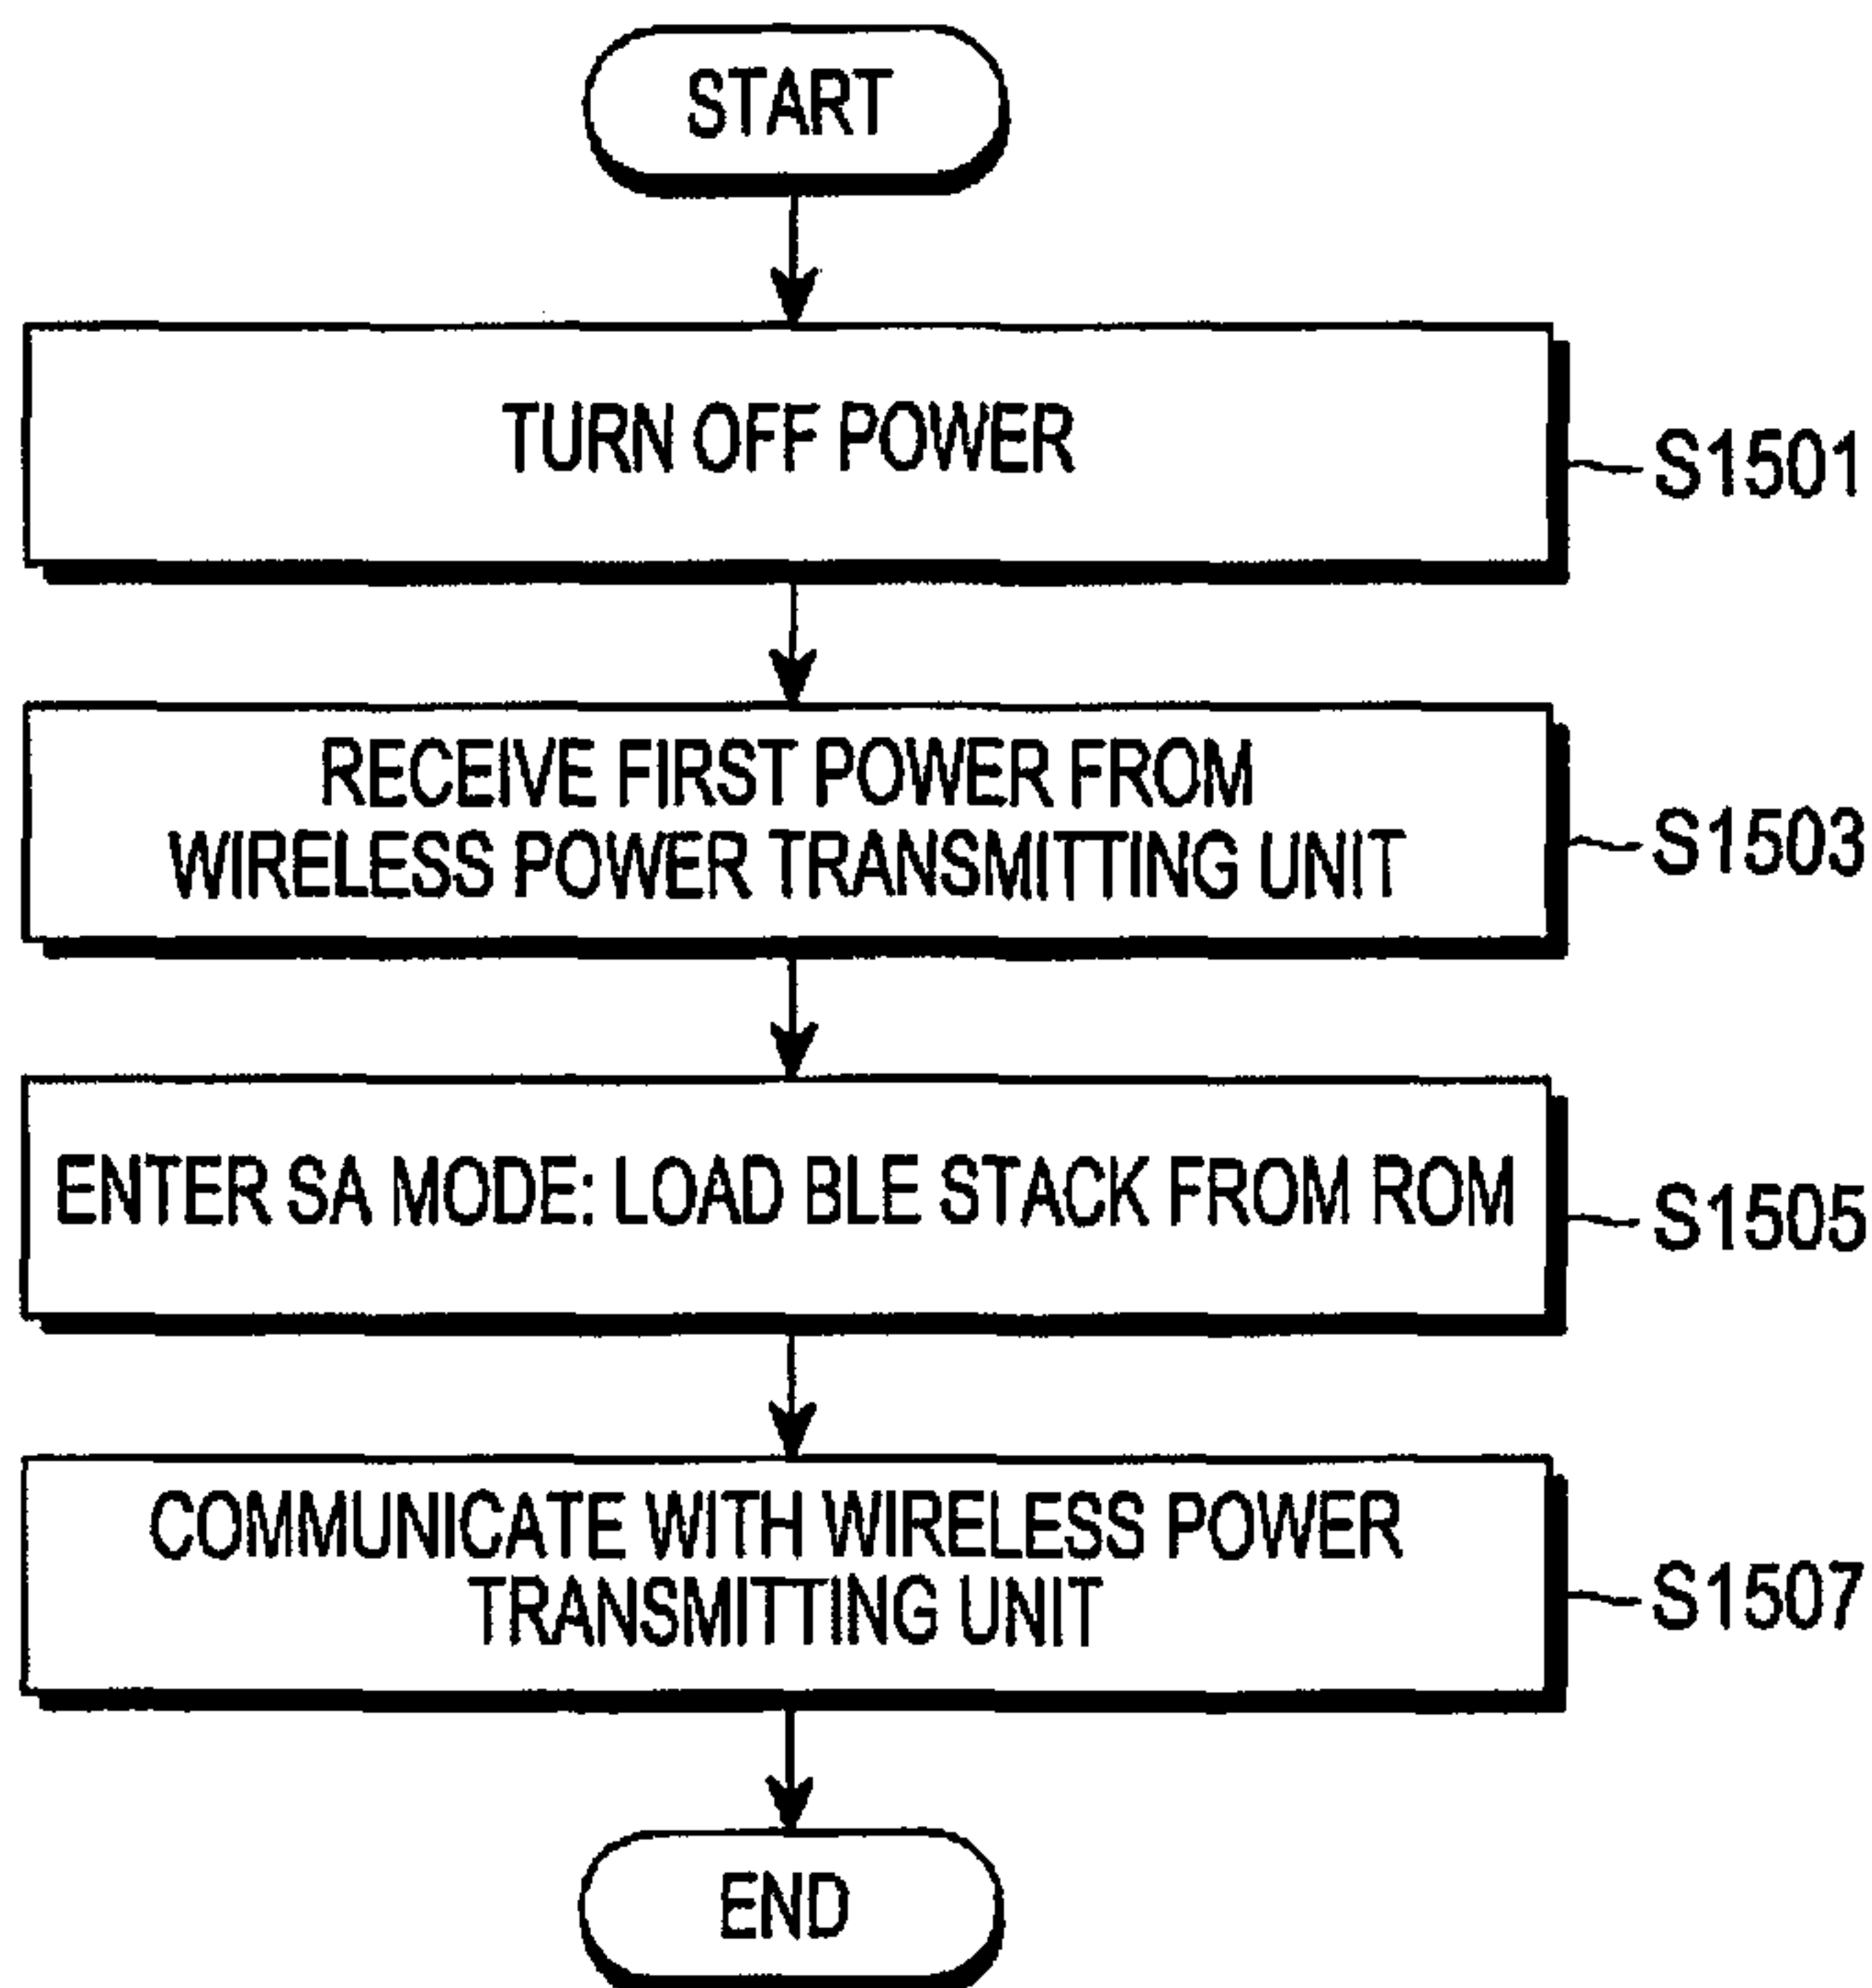 START
TURN OFF POWER
S1501
RECEIVE FIRST POWER FROM
WIRELESS POWER TRANSMITTING UNIT
S1503
ENTER SA MODE: LOAD BLE STACK FROM ROM
S1505
COMMUNICATE WITH WIRELESS POWER
TRANSMITTING UNIT
S1507
END